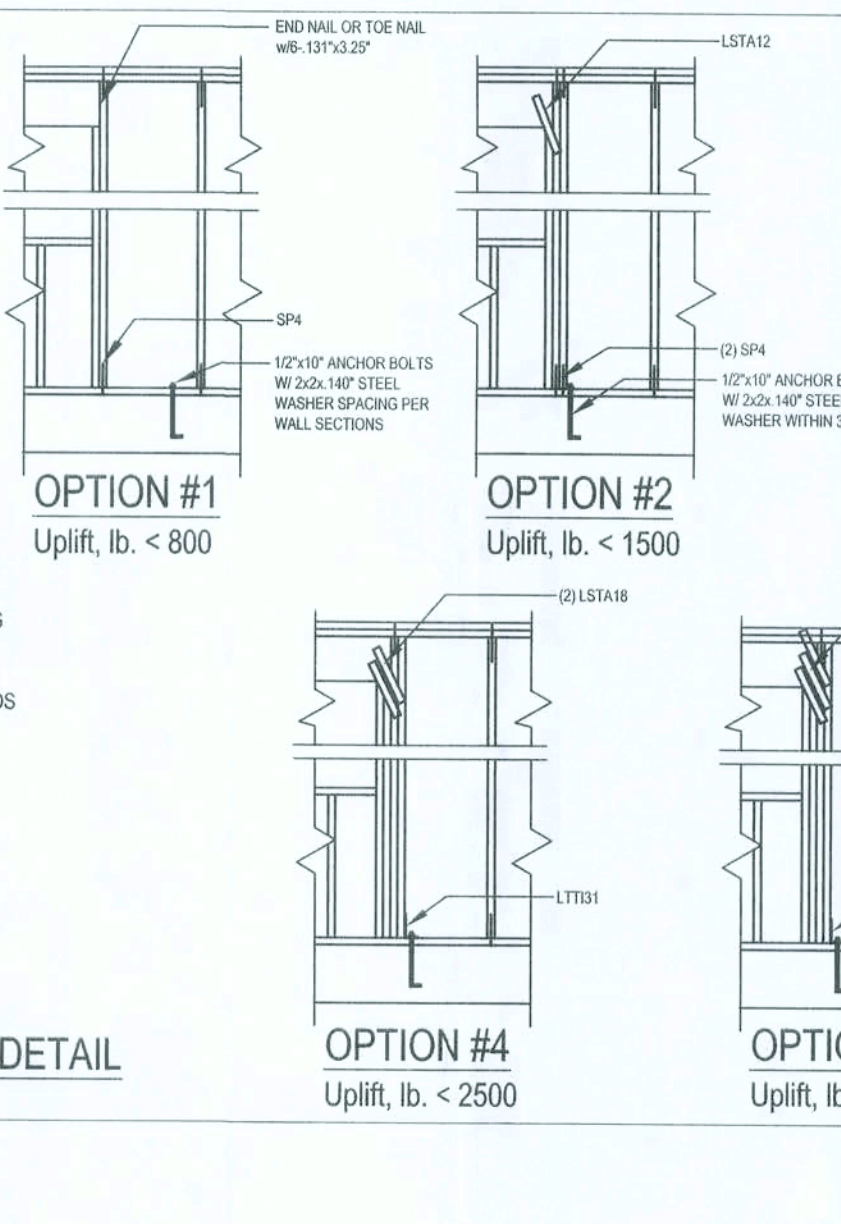 END NAIL OR TOE NAIL
w/6-.131"x3.25"
SP4
1/2"x10" ANCHOR BOLTS
W/ 2x2x.140" STEEL
WASHER SPACING PER
WALL SECTIONS
OPTION #1
Uplift, lb. < 800
LSTA12
(2) SP4
1/2"x10" ANCHOR
W/ 2x2x.140" STEE
WASHER WITHIN 3
OPTION #2
Uplift, lb. < 1500
(2) LSTA18
LTTI31
OPTION #4
Uplift, lb. < 2500
DETAIL
OPTI
Uplift, lb